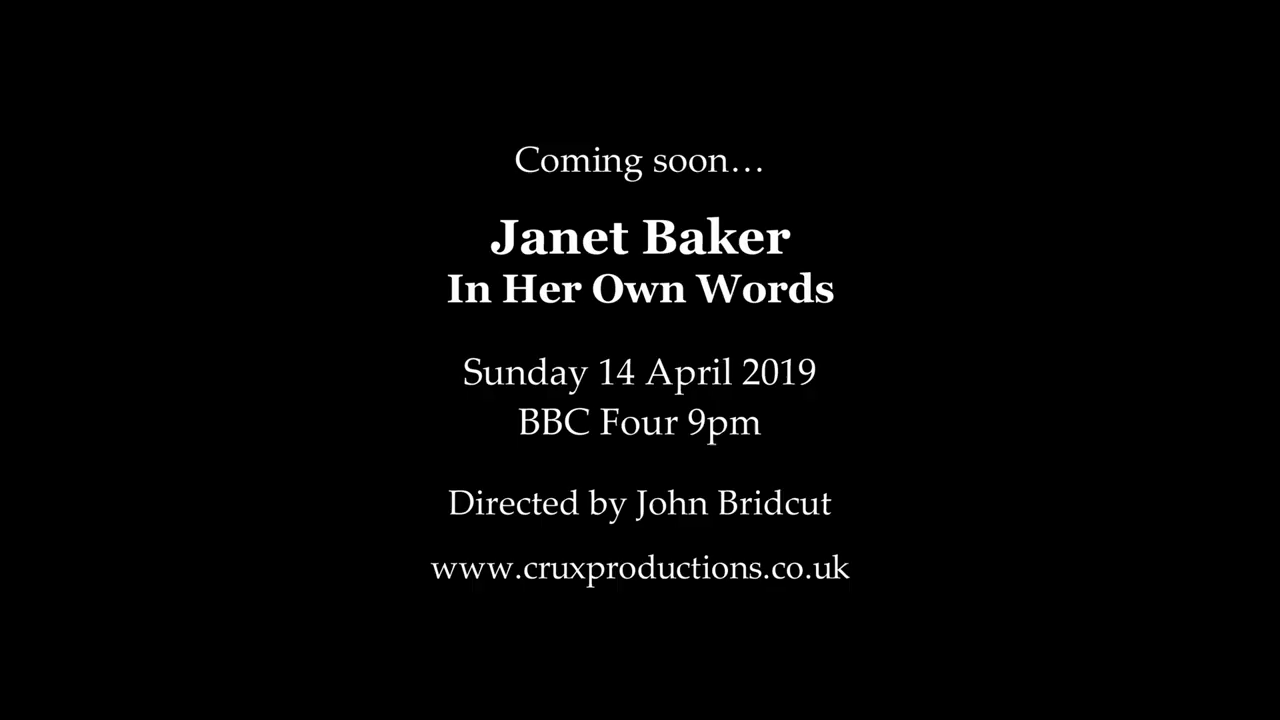 Coming soon…
Janet Baker
In Her Own Words
Sunday 14 April 2019
BBC Four 9pm
Directed by John Bridcut
www.cruxproductions.co.uk